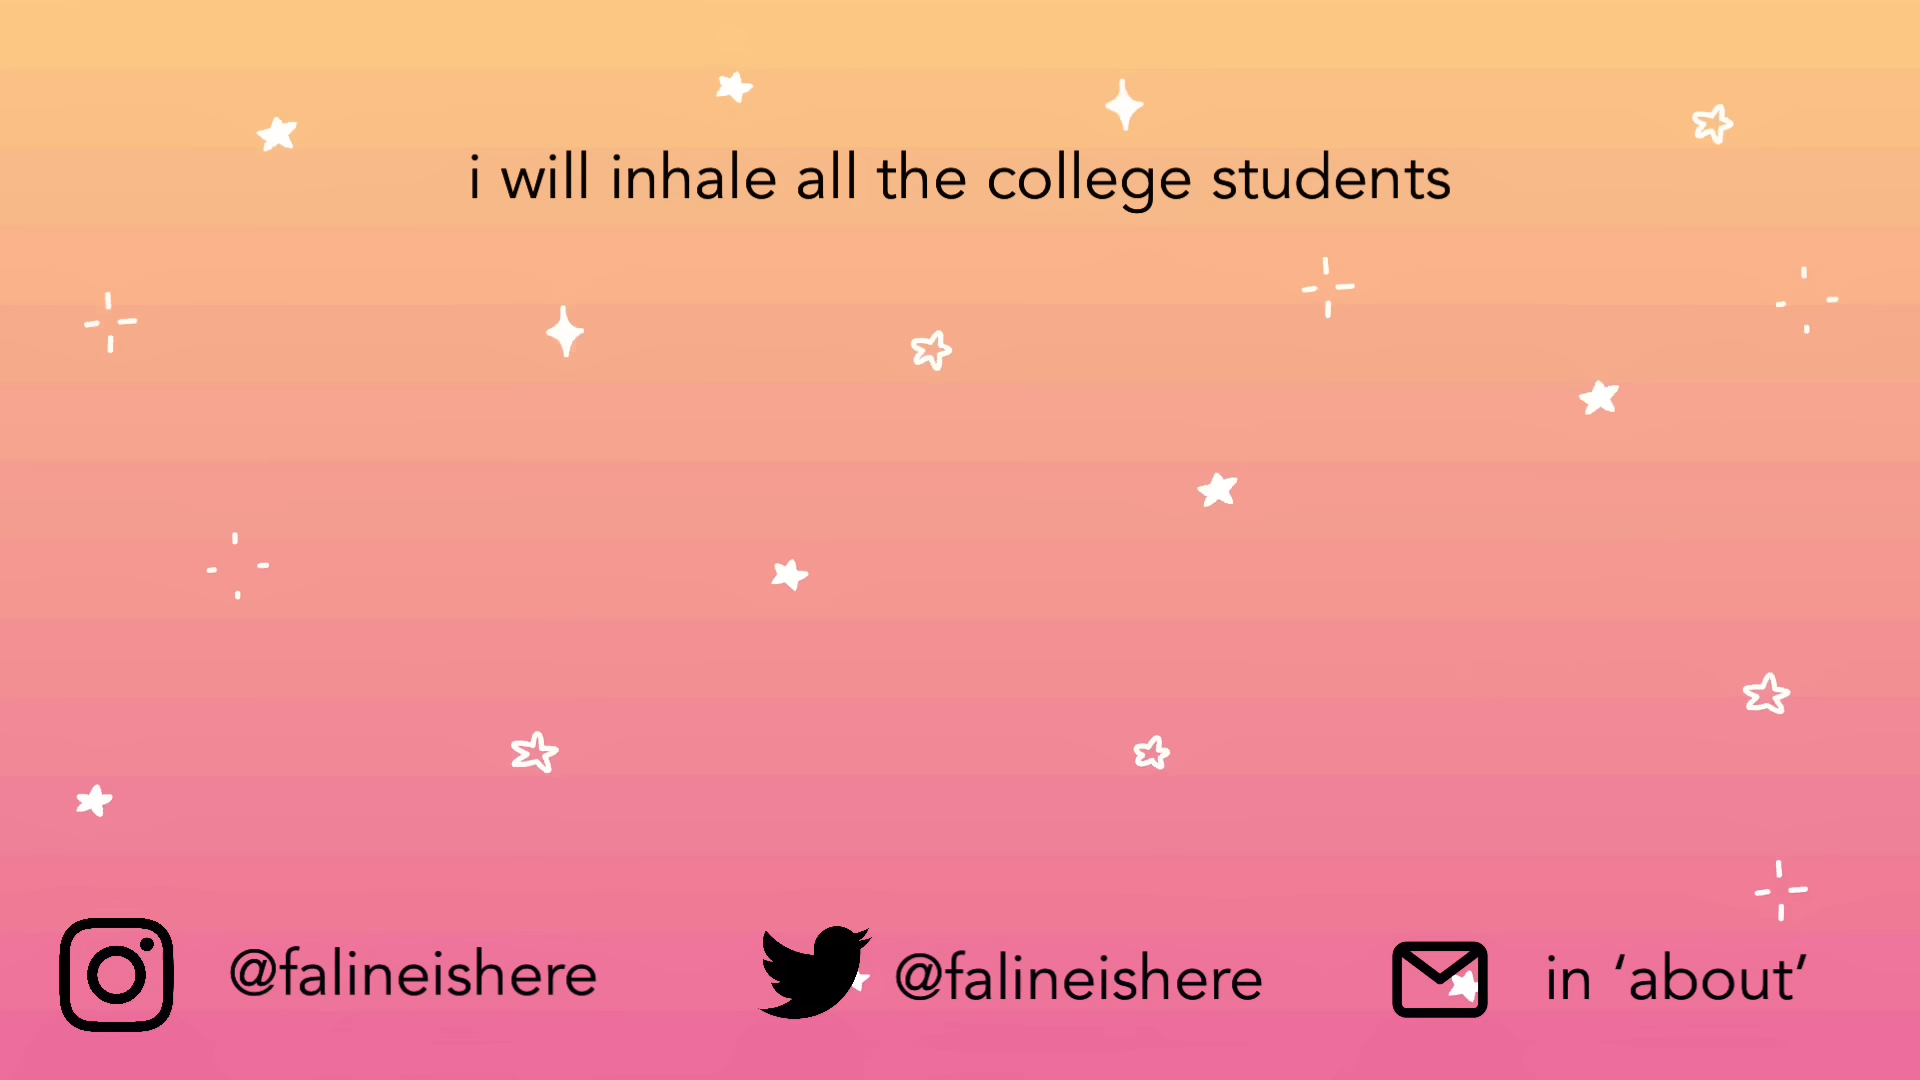 i will inhale all the college students
@falineishere
@falineishere
in ‘about’